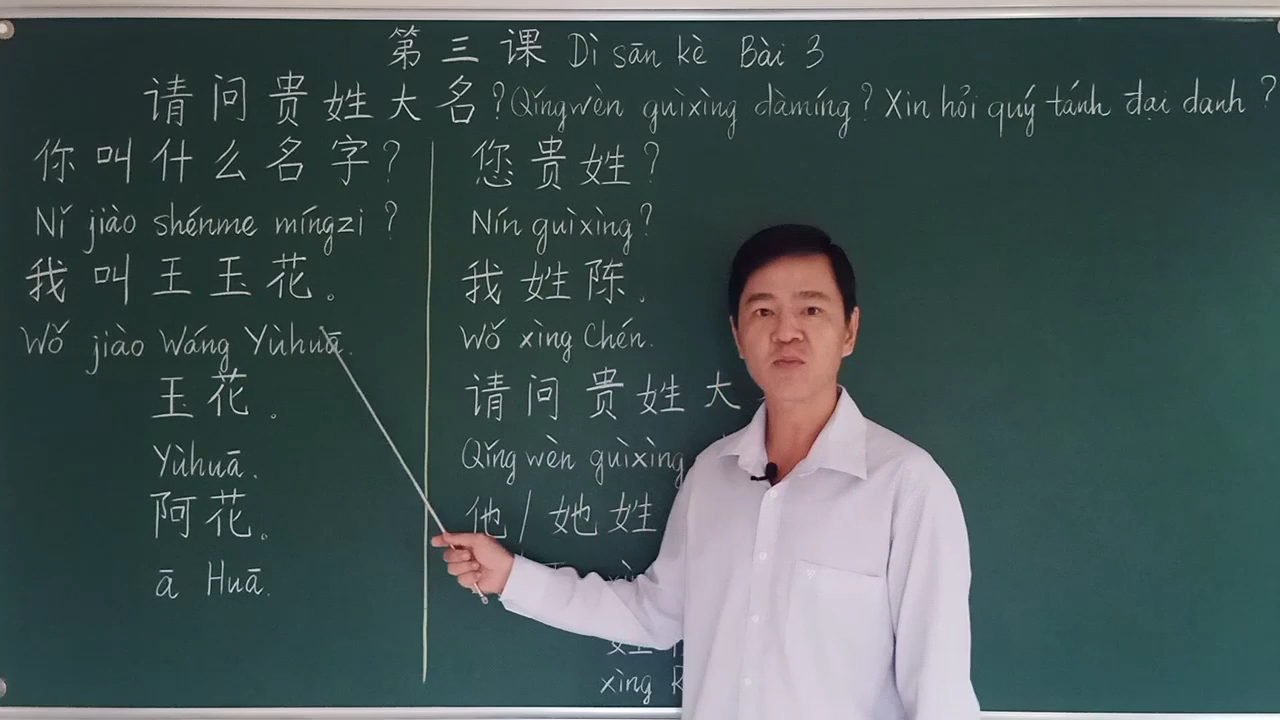 第三课 Dì sān kè Bài 3
请问贵姓大名? Qǐngwèn guìxìng dàmíng? Xin hỏi quý tánh đại danh?
你叫什么名字?
Nǐ jiào shénme míngzi?
我叫王玉花。
Wǒ jiào Wáng Yùhuā.
玉花。
Yùhuā.
阿花。
ā Huā.
您贵姓?
Nín guìxìng?
我姓陈.
Wǒ xìng Chén.
请问贵姓大
Qǐng wèn guìxìng
他/她姓
xìng